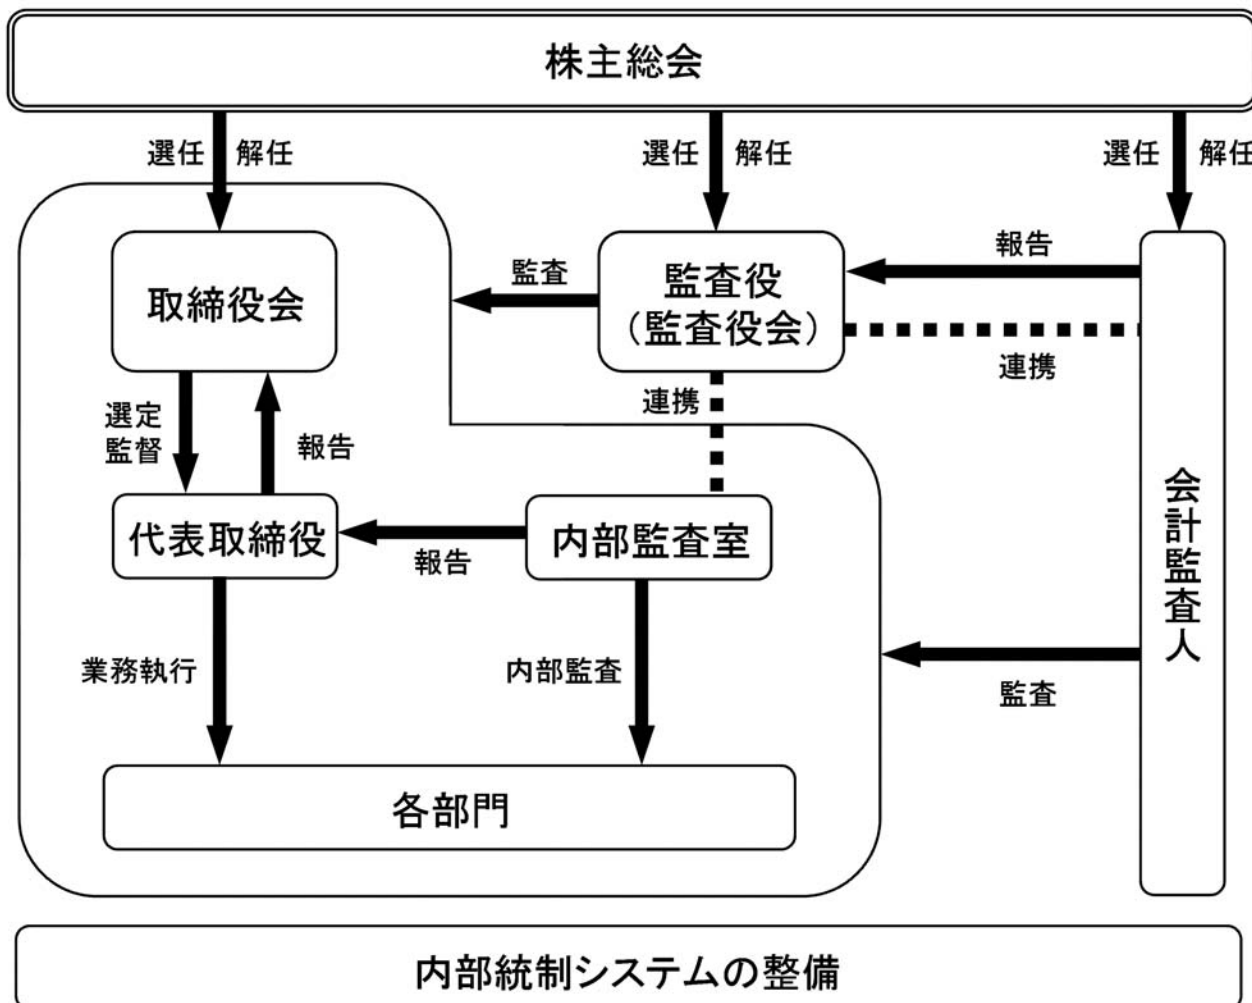 株主総会
選任 解任
選任 解任
選任 解任
取締役会
監査
監査役
（監査役会）
報告
連携
連携
選定
監督
報告
代表取締役
報告
内部監査室
会計監査人
業務執行
内部監査
監査
各部門
内部統制システムの整備